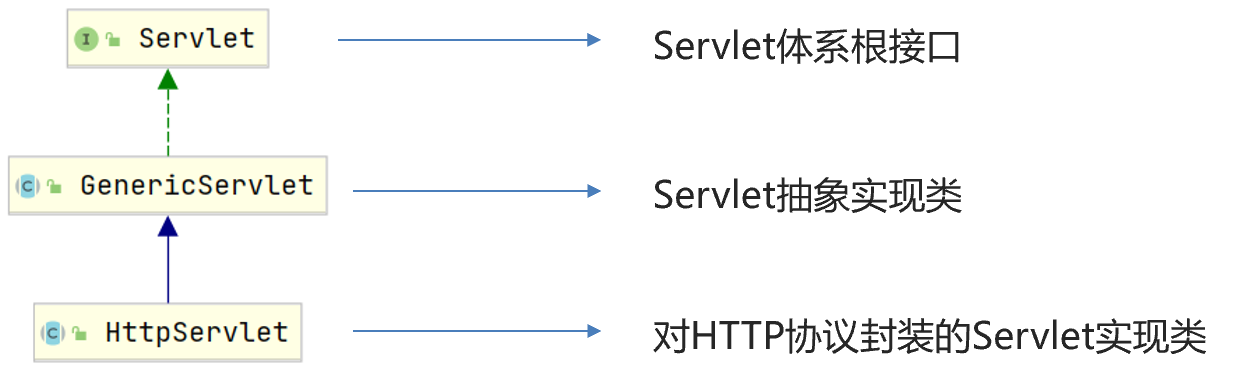 Servlet
Servlet体系根接口
GenericServlet
Servlet抽象实现类
HttpServlet
对HTTP协议封装的Servlet实现类